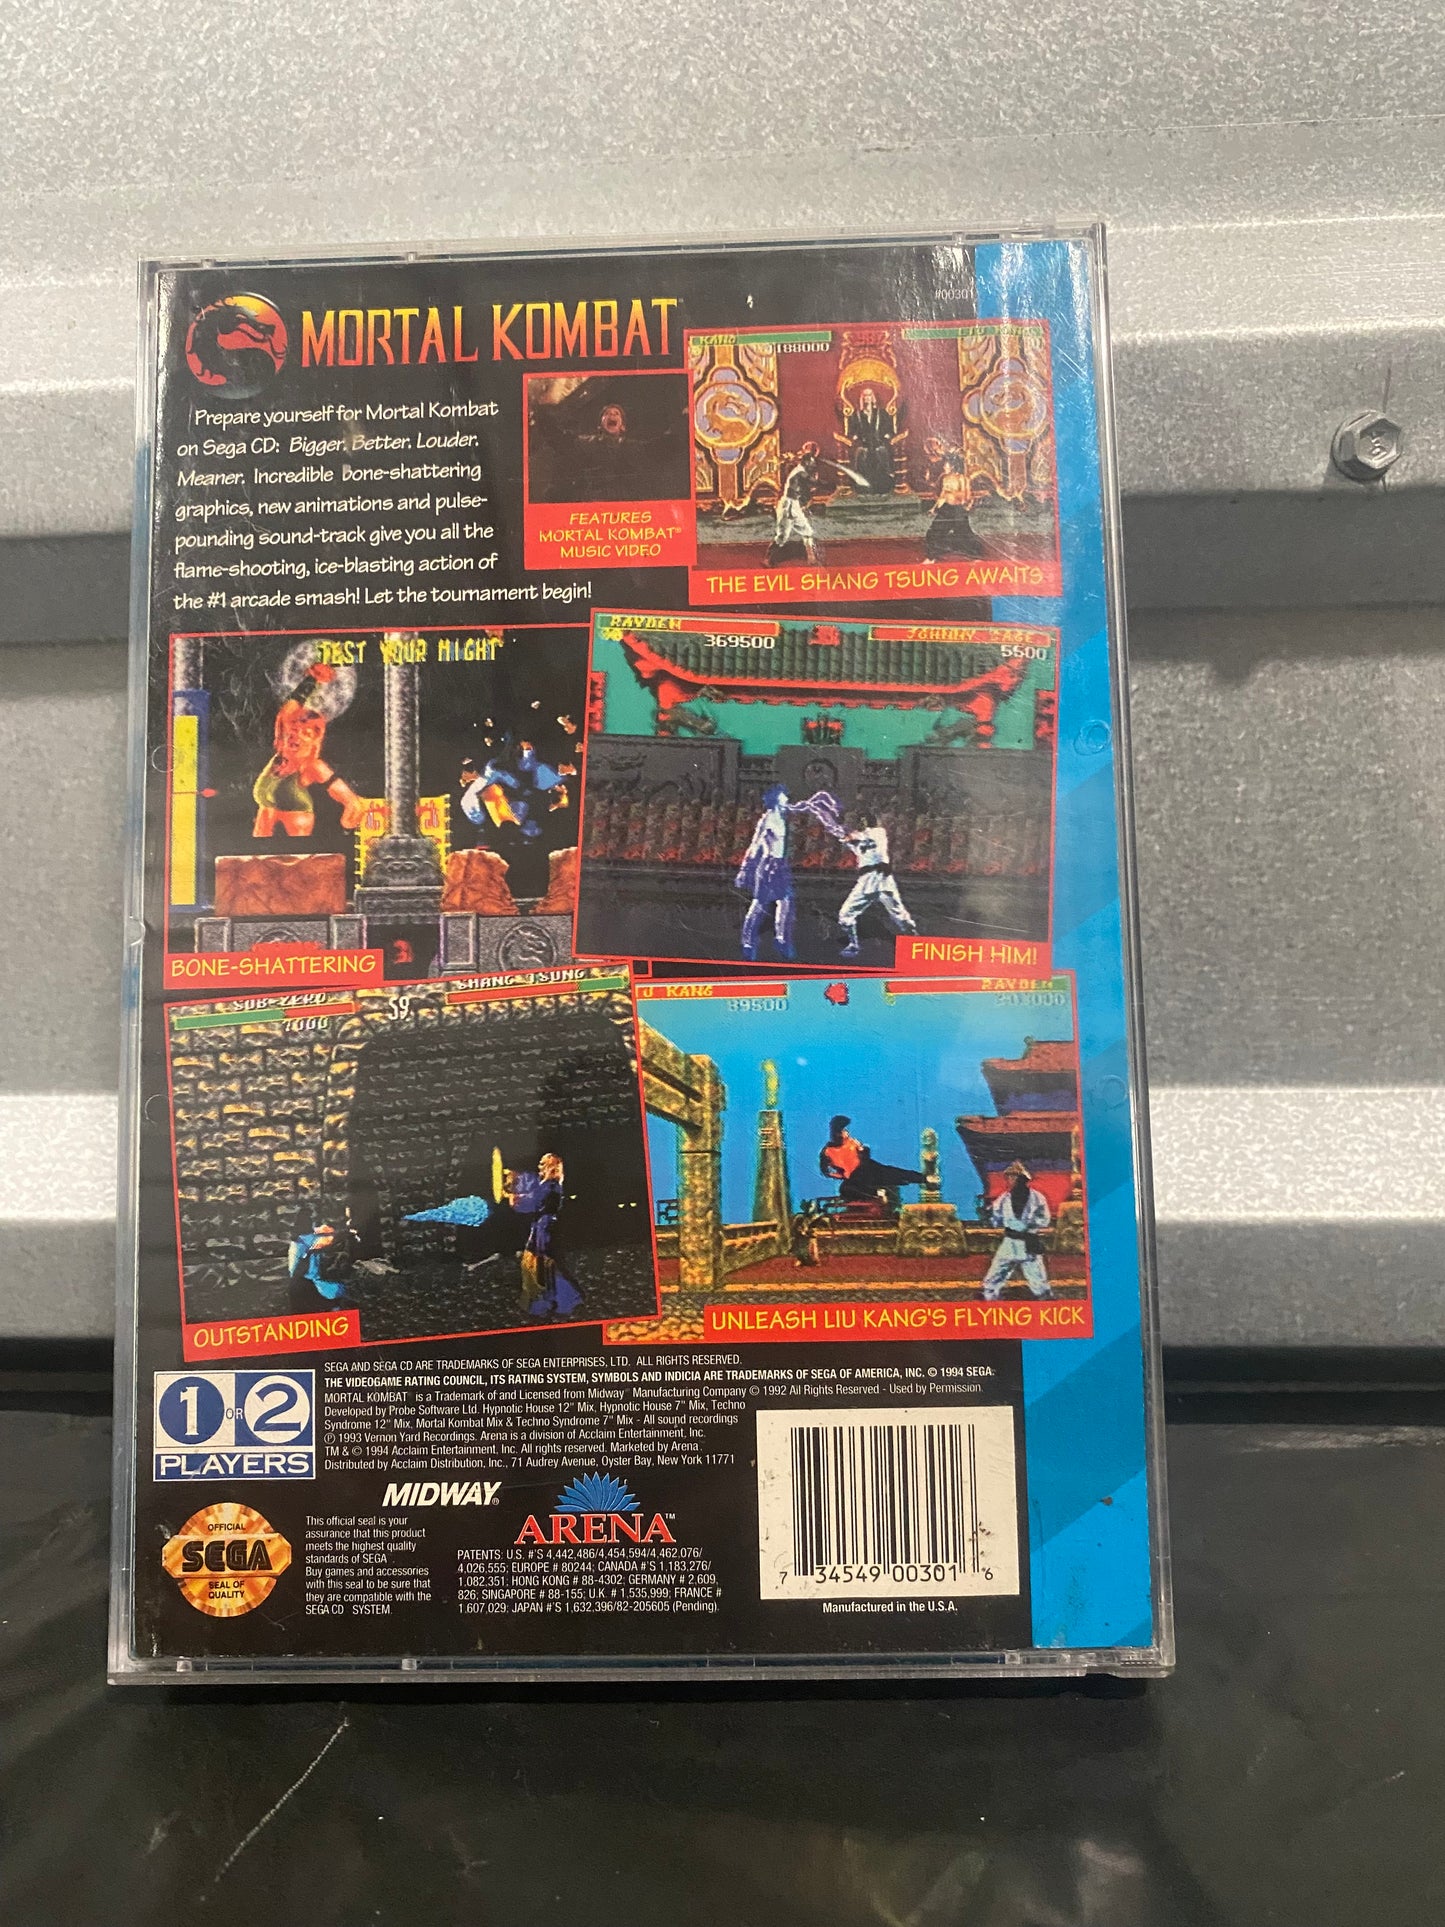 #00301
MORTAL KOMBAT
Prepare yourself for Mortal Kombat
on Sega CD: Bigger. Better. Louder.
Meaner. Incredible bone-shattering
graphics, new animations and pulse-
pounding sound-track give you all the
flame-shooting, ice-blasting action of
the #1 arcade smash! Let the tournament begin!
FEATURES
MORTAL KOMBAT®
MUSIC VIDEO
KANG
188000
THE EVIL SHANG TSUNG AWAITS
TEST YOUR MIGHT
BONE-SHATTERING
RAYDEN
369500
JOHNNY CAGE
5600
FINISH HIM!
SUB-ZERO
7000
59
SHANG TSUNG
OUTSTANDING
U KANG
39500
RAYDEN
UNLEASH LIU KANG'S FLYING KICK
1 OR 2
PLAYERS
SEGA AND SEGA CD ARE TRADEMARKS OF SEGA ENTERPRISES, LTD. ALL RIGHTS RESERVED.
THE VIDEOGAME RATING COUNCIL, ITS RATING SYSTEM, SYMBOLS AND INDICIA ARE TRADEMARKS OF SEGA OF AMERICA, INC. © 1994 SEGA.
MORTAL KOMBAT® is a Trademark of and Licensed from Midway® Manufacturing Company © 1992 All Rights Reserved - Used by Permission
Developed by Probe Software Ltd. Hypnotic House 12" Mix, Hypnotic House 7" Mix, Techno
Syndrome 12" Mix, Mortal Kombat Mix & Techno Syndrome 7" Mix - All sound recordings
℗ 1993 Vernon Yard Recordings. Arena is a division of Acclaim Entertainment, Inc.
TM & © 1994 Acclaim Entertainment, Inc. All rights reserved. Marketed by Arena.
Distributed by Acclaim Distribution, Inc., 71 Audrey Avenue, Oyster Bay, New York 11771
MIDWAY®
ARENA™
OFFICIAL
SEGA
SEAL OF
QUALITY
This official seal is your
assurance that this product
meets the highest quality
standards of SEGA.
Buy games and accessories
with this seal to be sure that
they are compatible with the
SEGA CD SYSTEM.
PATENTS: U.S. #'S 4,442,486/4,454,594/4,462,076/
4,026,555; EUROPE # 80244; CANADA #'S 1,183,276/
1,082,351; HONG KONG # 88-4302; GERMANY # 2,609,
826; SINGAPORE # 88-155; U.K. # 1,535,999; FRANCE #
1,607,029; JAPAN #'S 1,632,396/82-205605 (Pending).
7 34549 00301 6
Manufactured in the U.S.A.